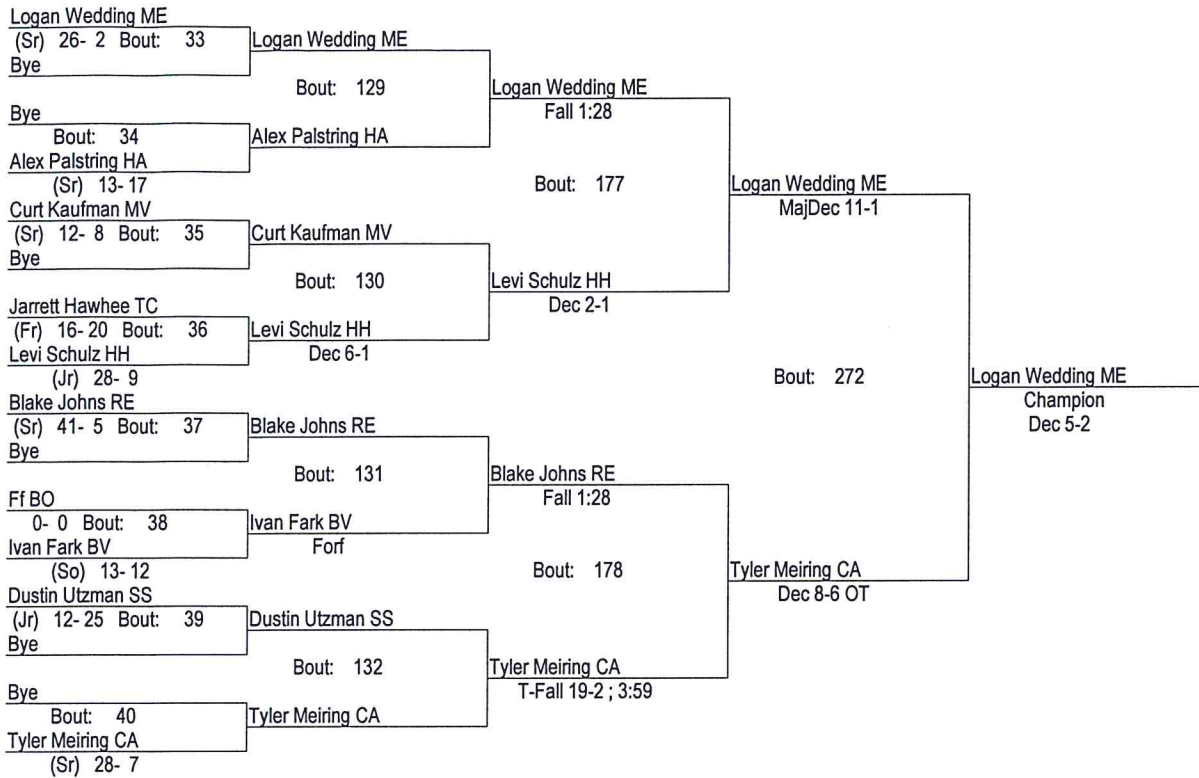 Logan Wedding ME
(Sr) 26- 2 Bout: 33
Bye
Bye
Bout: 34
Alex Palstring HA
(Sr) 13- 17
Curt Kaufman MV
(Sr) 12- 8 Bout: 35
Bye
Jarrett Hawhee TC
(Fr) 16- 20 Bout: 36
Levi Schulz HH
(Jr) 28- 9
Blake Johns RE
(Sr) 41- 5 Bout: 37
Bye
Ff BO
0- 0 Bout: 38
Ivan Fark BV
(So) 13- 12
Dustin Utzman SS
(Jr) 12- 25 Bout: 39
Bye
Bye
Bout: 40
Tyler Meiring CA
(Sr) 28- 7
Logan Wedding ME
Bout: 129
Alex Palstring HA
Curt Kaufman MV
Bout: 130
Levi Schulz HH
Dec 6-1
Blake Johns RE
Bout: 131
Ivan Fark BV
Forf
Dustin Utzman SS
Bout: 132
Tyler Meiring CA
Logan Wedding ME
Fall 1:28
Bout: 177
Levi Schulz HH
Dec 2-1
Blake Johns RE
Fall 1:28
Bout: 178
Tyler Meiring CA
T-Fall 19-2 ; 3:59
Logan Wedding ME
MajDec 11-1
Bout: 272
Tyler Meiring CA
Dec 8-6 OT
Logan Wedding ME
Champion
Dec 5-2